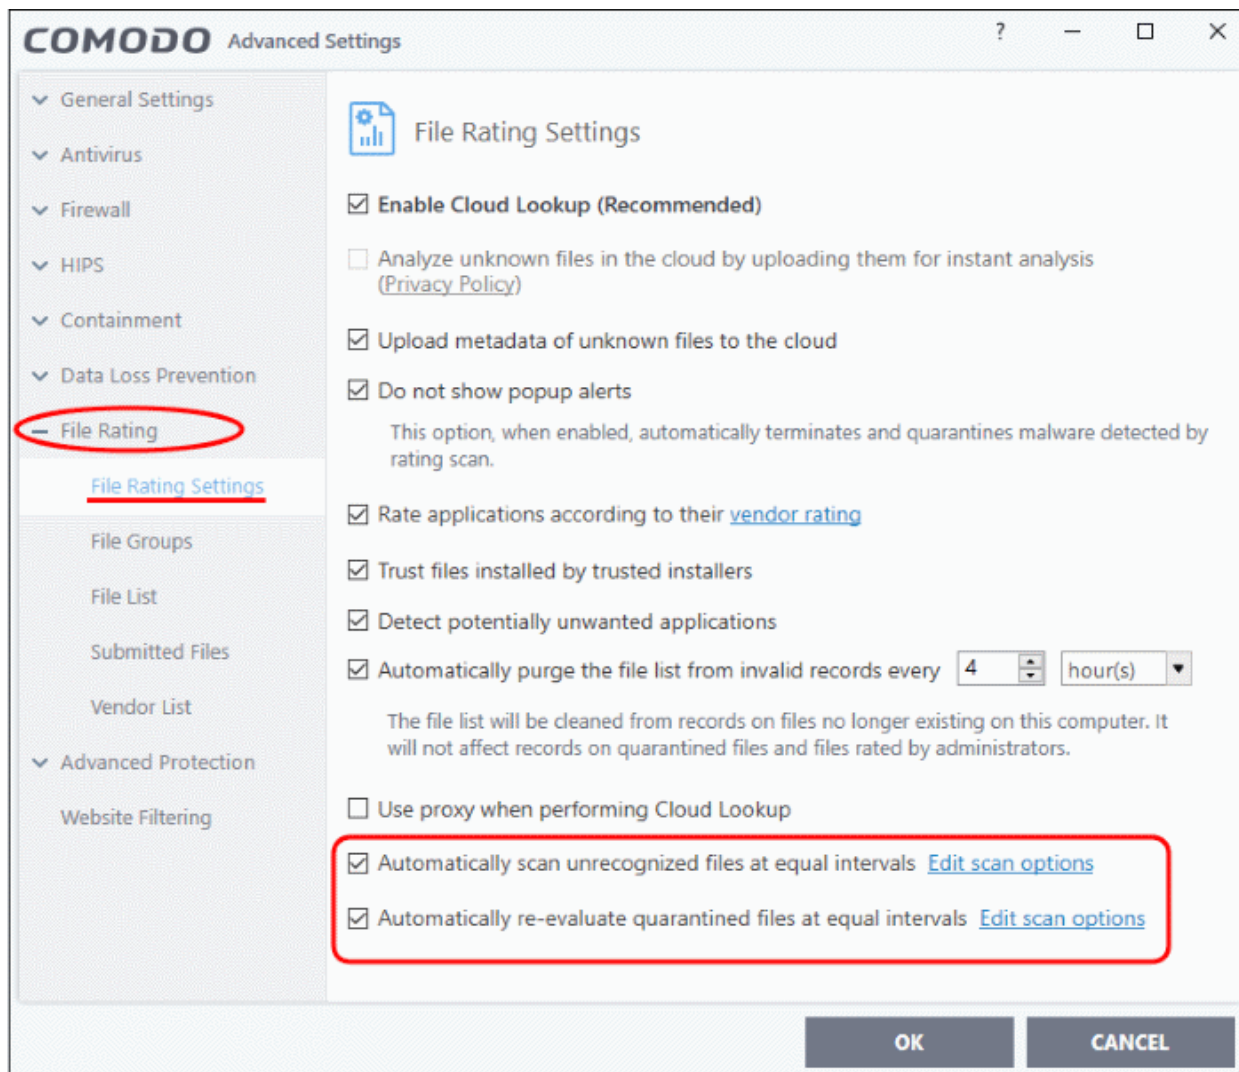 COMODO Advanced Settings ?
General Settings
Antivirus
Firewall
HIPS
Containment
Data Loss Prevention
File Rating
File Rating Settings
File Groups
File List
Submitted Files
Vendor List
Advanced Protection
Website Filtering
File Rating Settings
Enable Cloud Lookup (Recommended)
Analyze unknown files in the cloud by uploading them for instant analysis
(Privacy Policy)
Upload metadata of unknown files to the cloud
Do not show popup alerts
This option, when enabled, automatically terminates and quarantines malware detected by
rating scan.
Rate applications according to their vendor rating
Trust files installed by trusted installers
Detect potentially unwanted applications
Automatically purge the file list from invalid records every 4 hour(s)
The file list will be cleaned from records on files no longer existing on this computer. It
will not affect records on quarantined files and files rated by administrators.
Use proxy when performing Cloud Lookup
Automatically scan unrecognized files at equal intervals Edit scan options
Automatically re-evaluate quarantined files at equal intervals Edit scan options
OK CANCEL